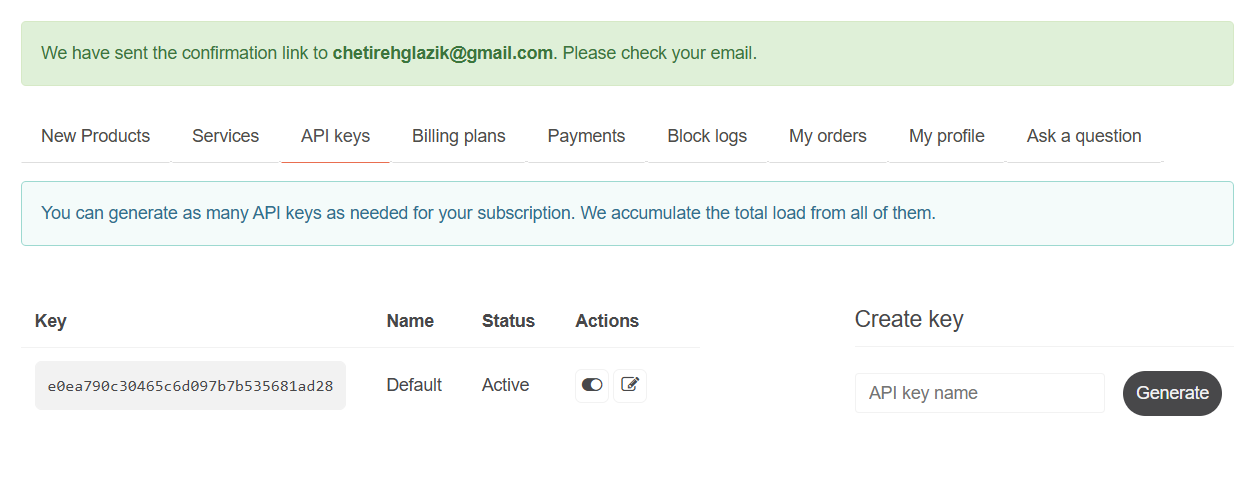 We have sent the confirmation link to chetirehglazik@gmail.com. Please check your email.
New Products Services API keys Billing plans Payments Block logs My orders My profile Ask a question
You can generate as many API keys as needed for your subscription. We accumulate the total load from all of them.
Key Name Status Actions
e0ea790c30465c6d097b7b535681ad28 Default Active
Create key
API key name Generate